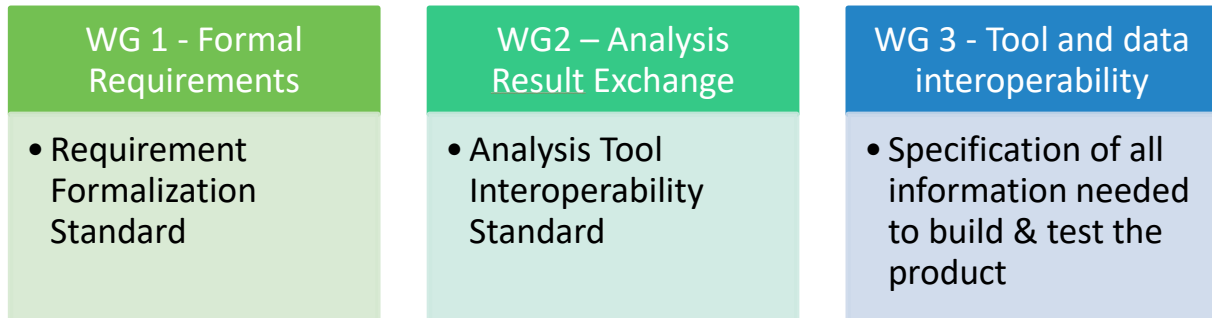 WG 1 - Formal
Requirements
• Requirement
Formalization
Standard
WG2 – Analysis
Result Exchange
• Analysis Tool
Interoperability
Standard
WG 3 - Tool and data
interoperability
• Specification of all
information needed
to build & test the
product